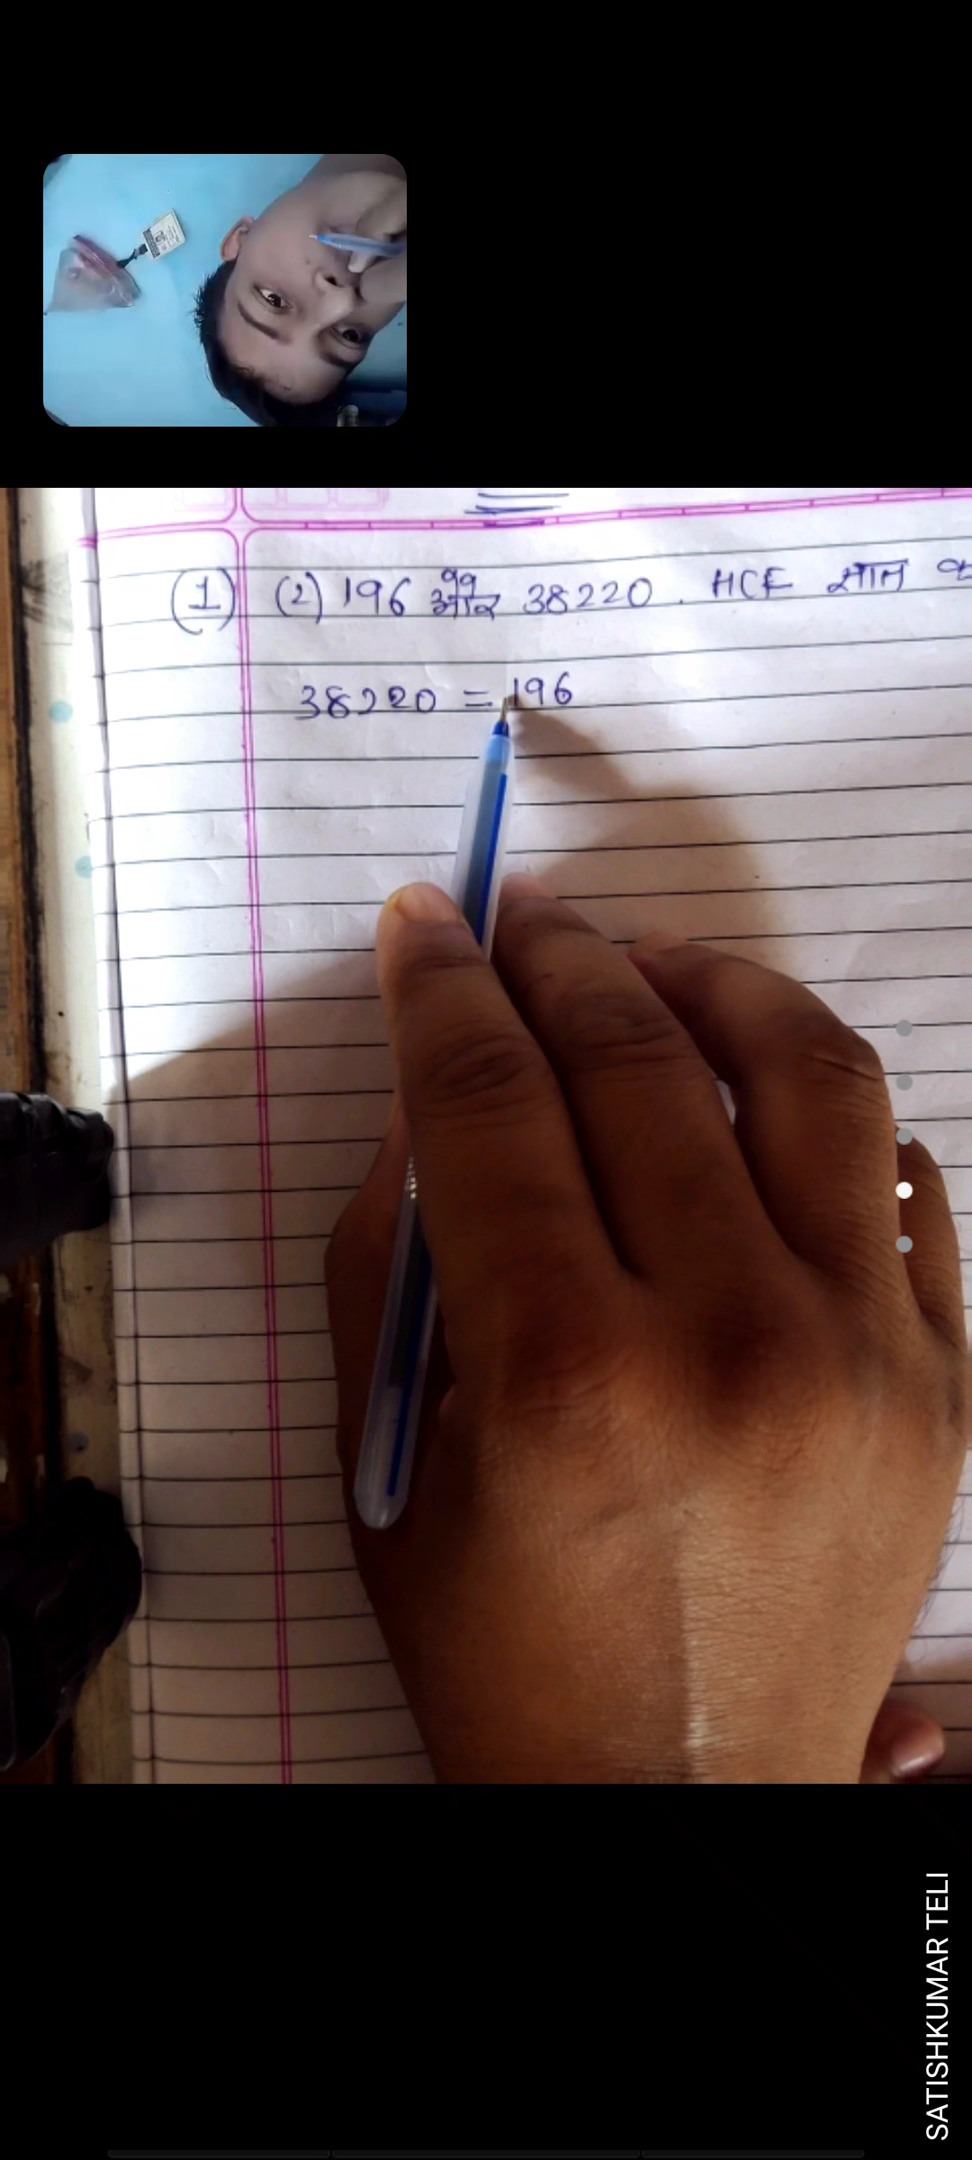 (1) (2) 196 और 38220. HCF
38220 = 196
SATISHKUMAR TELI